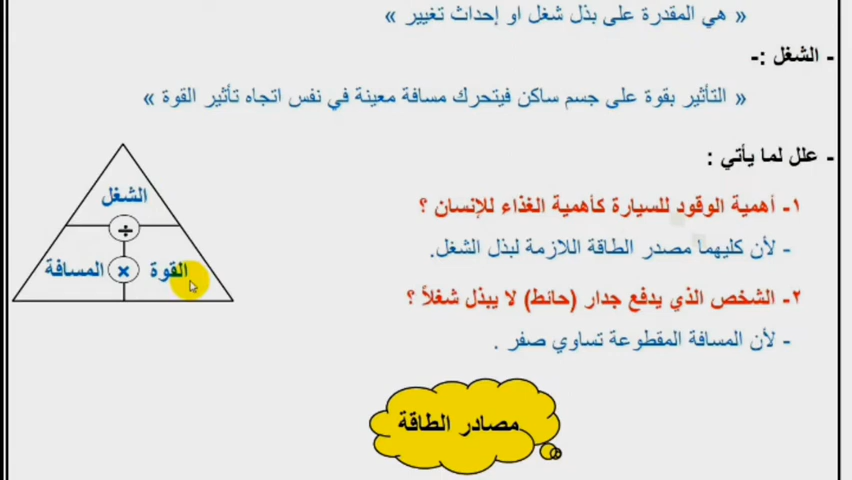 « هي المقدرة على بذل شغل او إحداث تغيير »
- الشغل :-
« التأثير بقوة على جسم ساكن فيتحرك مسافة معينة في نفس اتجاه تأثير القوة »
- علل لما يأتي :
١- أهمية الوقود للسيارة كأهمية الغذاء للإنسان ؟
- لأن كليهما مصدر الطاقة اللازمة لبذل الشغل.
٢- الشخص الذي يدفع جدار (حائط) لا يبذل شغلاً ؟
- لأن المسافة المقطوعة تساوي صفر .
الشغل
÷
القوة × المسافة
مصادر الطاقة